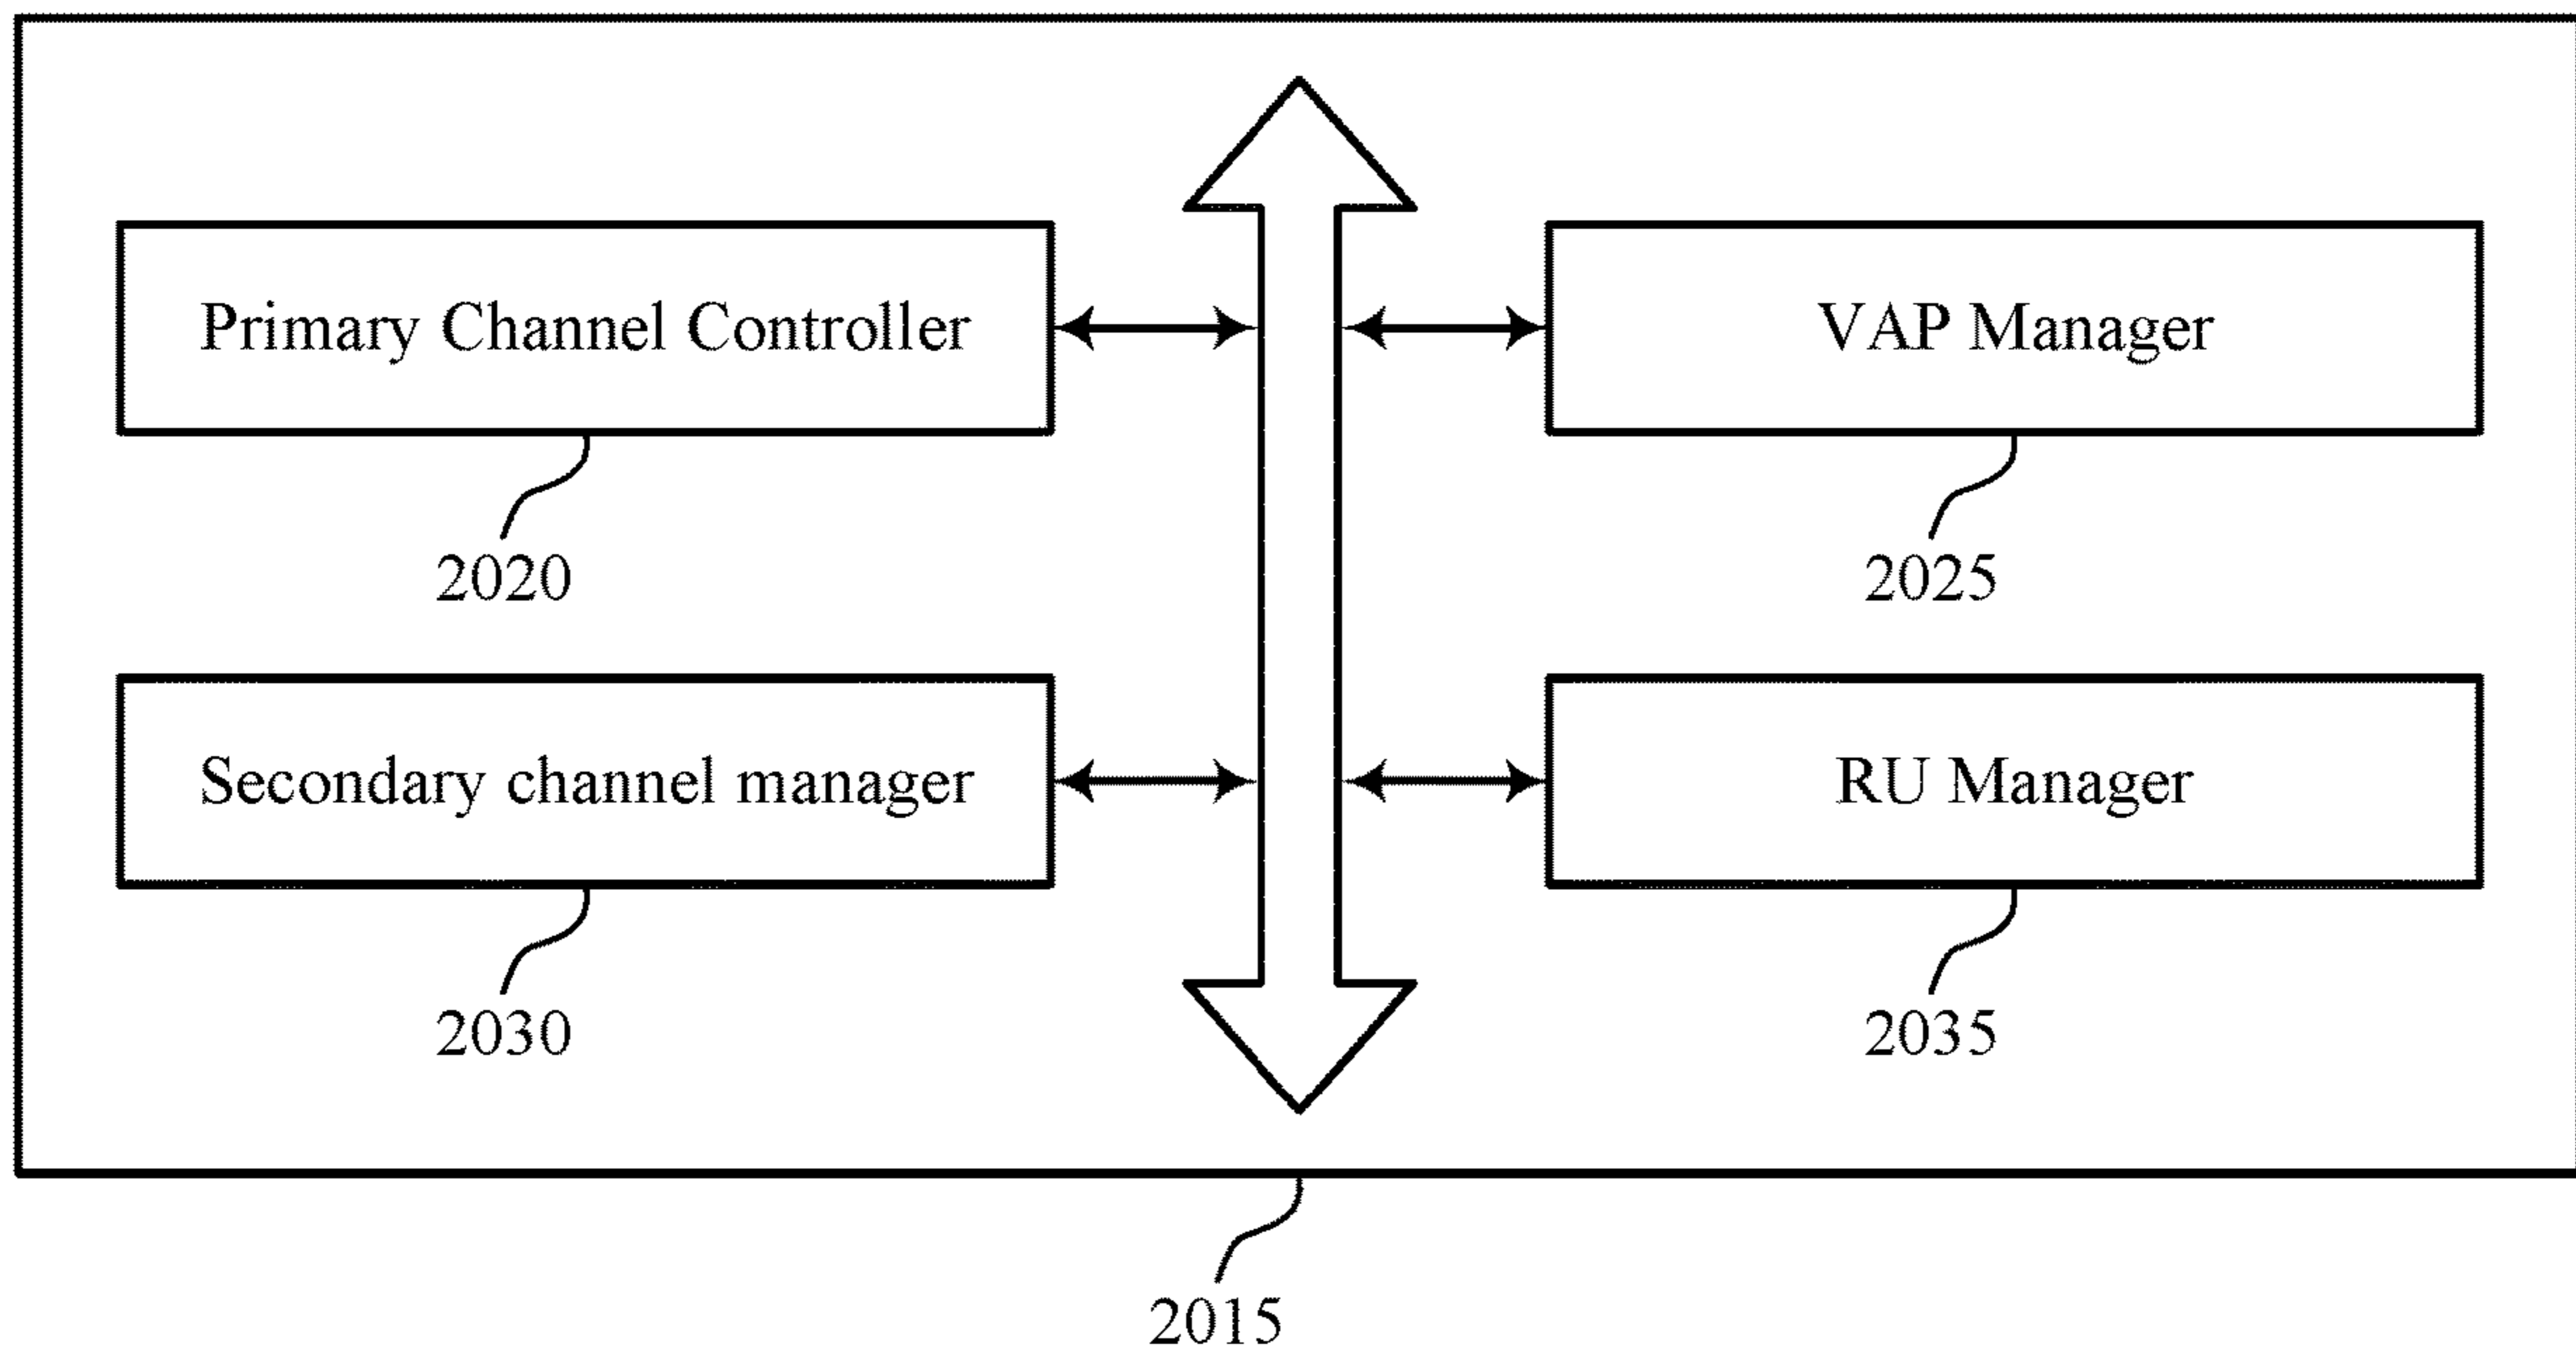 Primary Channel Controller
VAP Manager
2020
2025
Secondary channel manager
RU Manager
2030
2035
2015